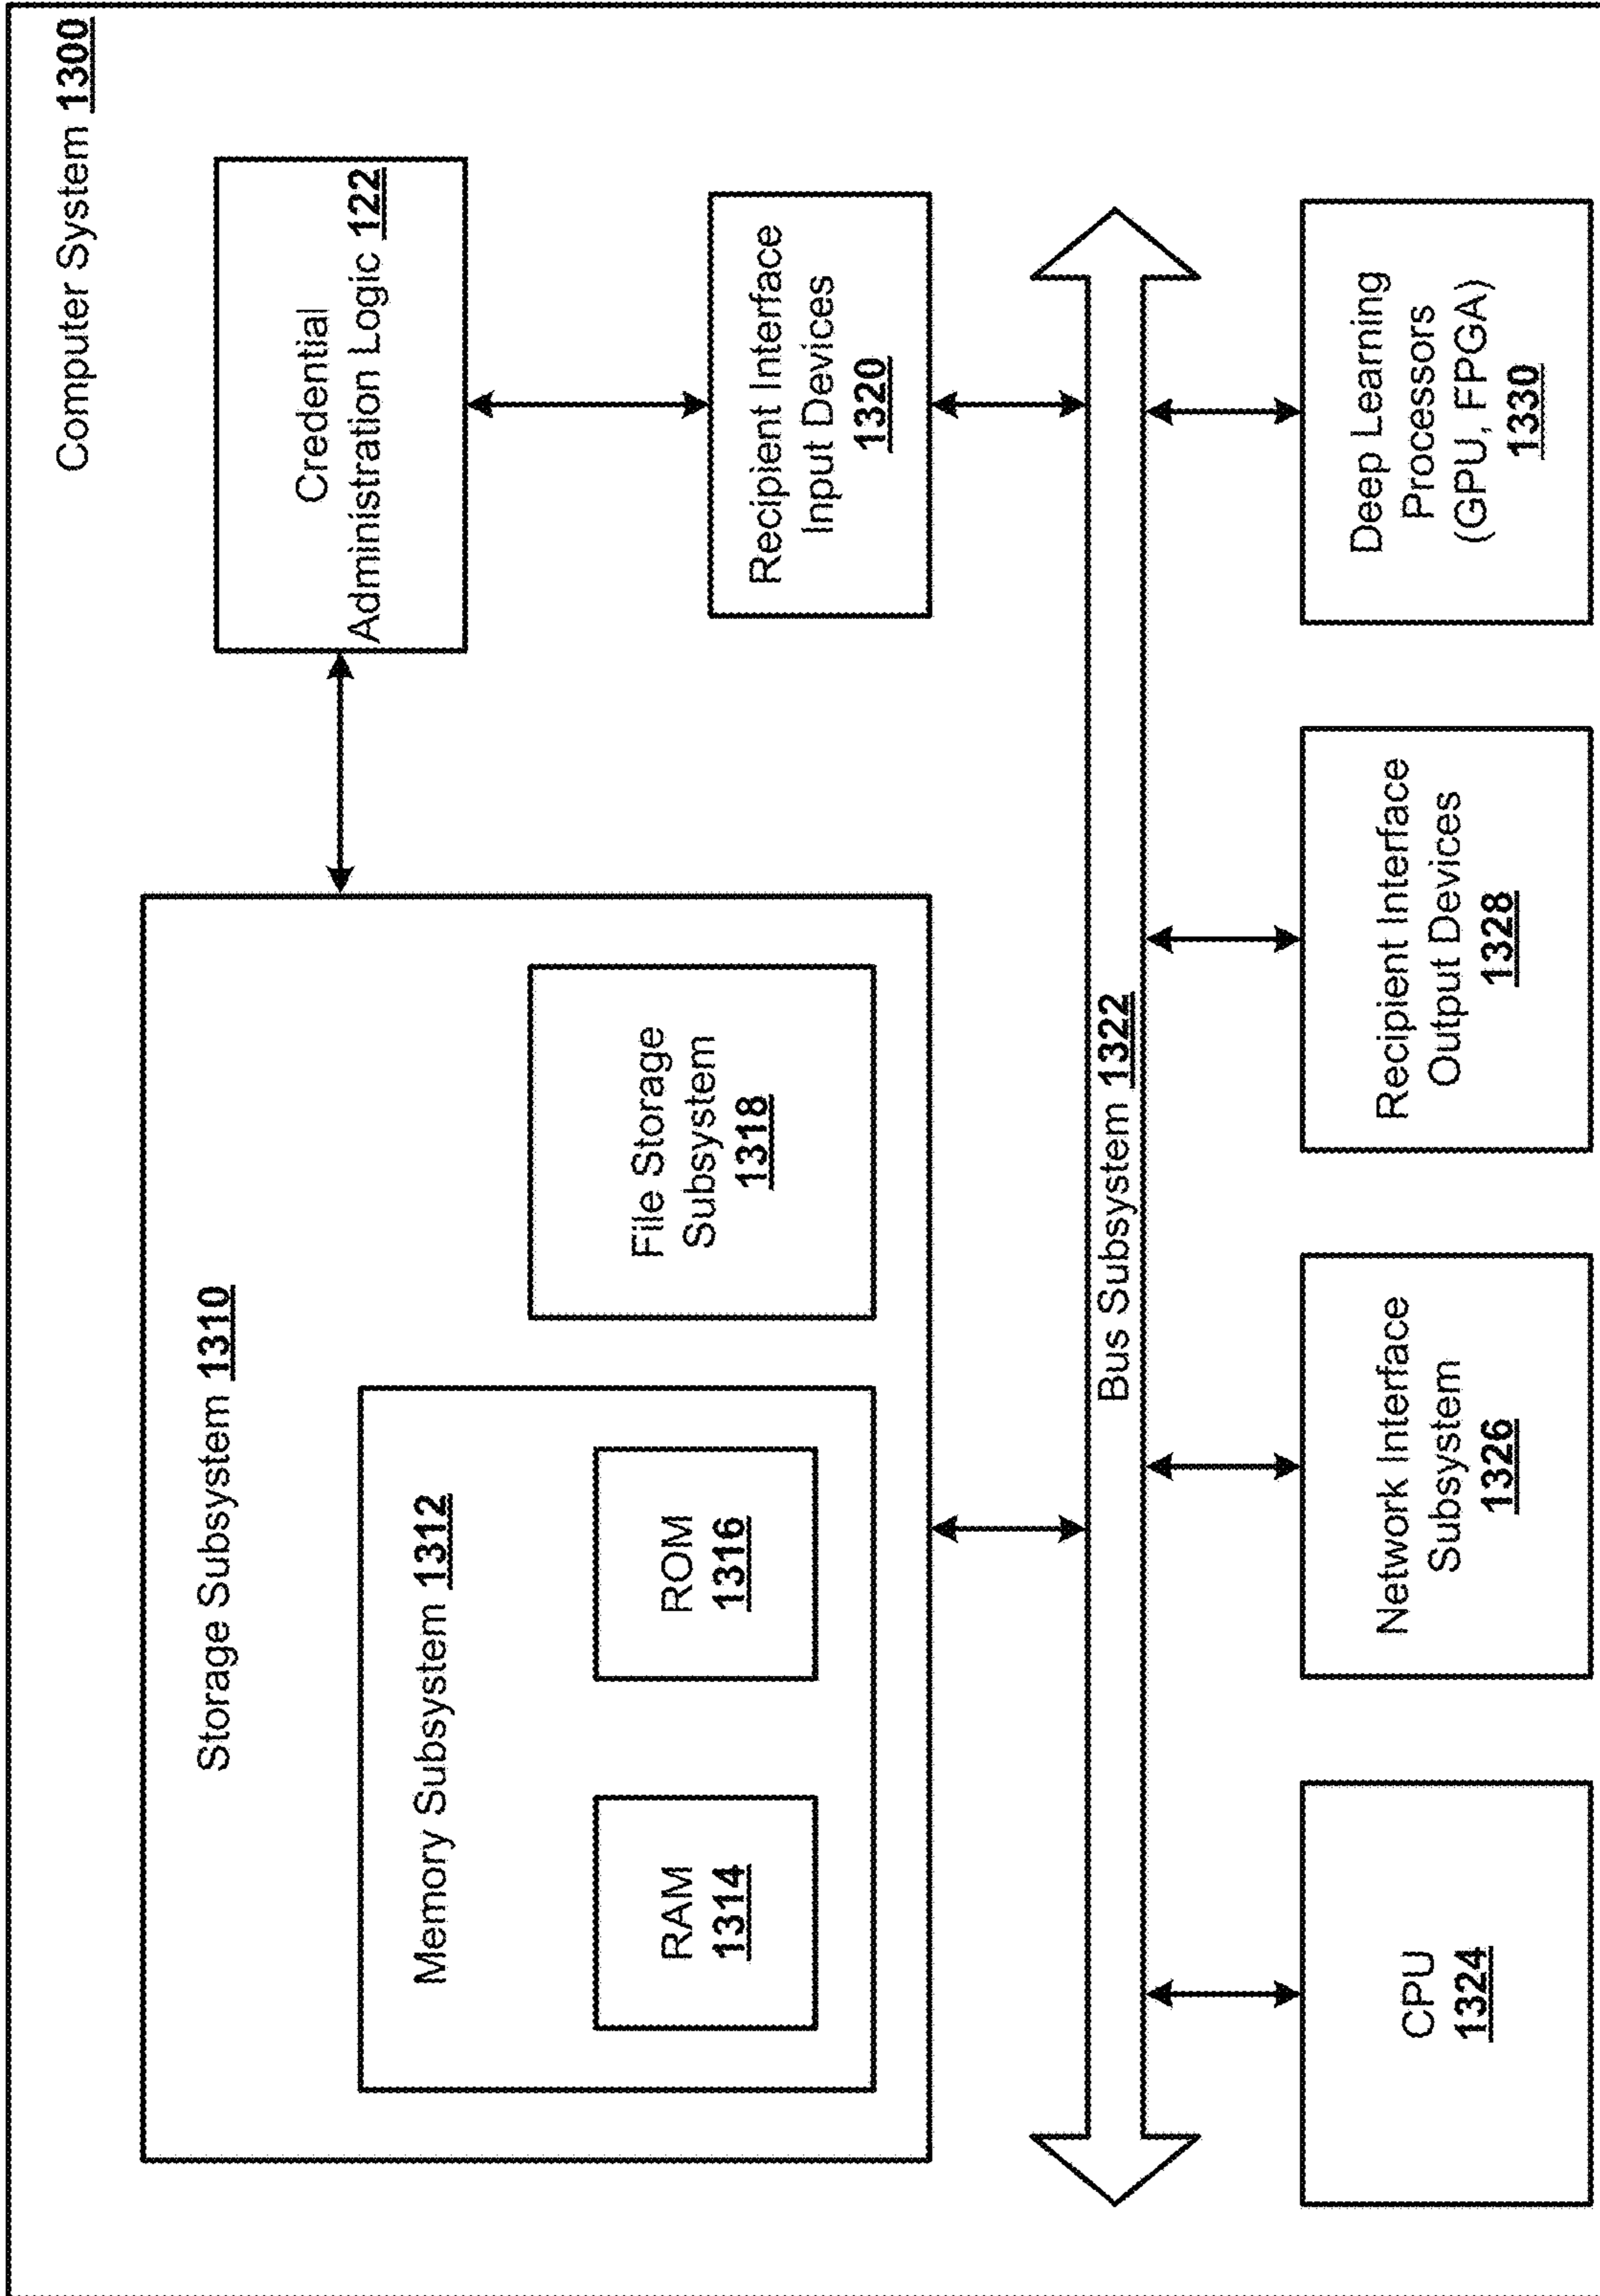 Computer System 1300
Storage Subsystem 1310
Memory Subsystem 1312
RAM
1314
ROM
1316
File Storage
Subsystem
1318
Credential
Administration Logic 122
Recipient Interface
Input Devices
1320
Bus Subsystem 1322
CPU
1324
Network Interface
Subsystem
1326
Recipient Interface
Output Devices
1328
Deep Learning
Processors
(GPU, FPGA)
1330